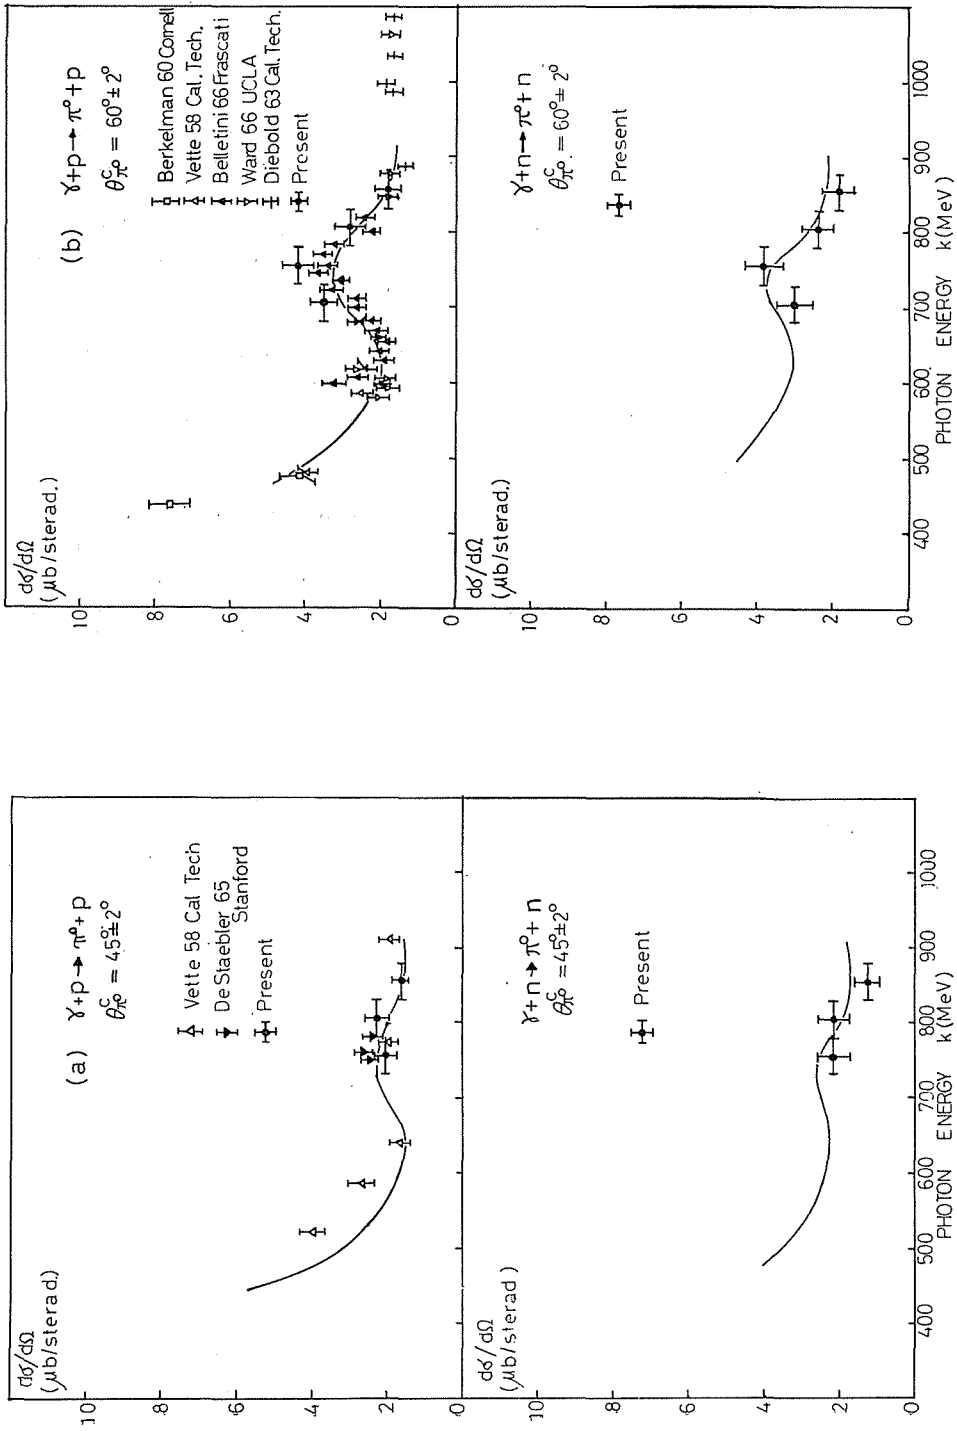 (a) γ+p→π°+p
θ^c_π° = 45°±2°
dσ/dΩ
(μb/sterad.)
Vette 58 Cal Tech
DeStaebler 65
Stanford
Present
10
8
6
4
2
0
γ+n→π°+n
θ^c_π° = 45°±2°
dσ/dΩ
(μb/sterad)
Present
10
8
6
4
2
0
400 500 600 700 800 900 1000
PHOTON ENERGY k(MeV)
(b) γ+p→π°+p
θ^c_π° = 60°±2°
dσ/dΩ
(μb/sterad.)
Berkelman 60 Cornell
Vette 58 Cal. Tech.
Belletini 66 Frascati
Ward 66 UCLA
Diebold 63 Cal. Tech.
Present
10
8
6
4
2
0
γ+n→π°+n
θ^c_π° = 60°±2°
dσ/dΩ
(μb/sterad.)
Present
10
8
6
4
2
0
400 500 600 700 800 900 1000
PHOTON ENERGY k(MeV)